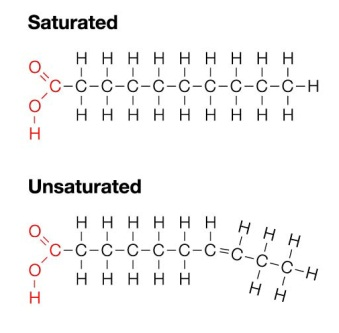 Saturated
H H H H H H H H H
O
C-C-C-C-C-C-C-C-C-C-H
O
H H H H H H H H H
H
Unsaturated
H H H H H H H H H
O
C-C-C-C-C-C-C=C-C-C-H
O
H H H H H H H
H